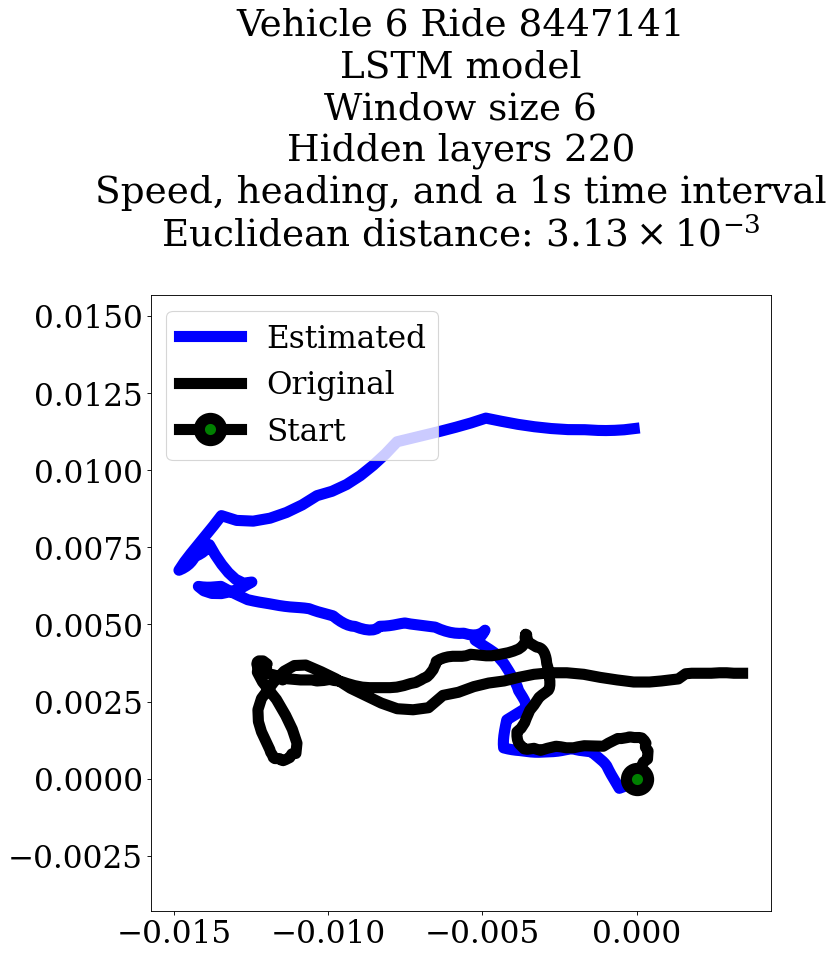 Vehicle 6 Ride 8447141
LSTM model
Window size 6
Hidden layers 220
Speed, heading, and a 1s time interval
Euclidean distance: 3.13 × 10⁻³
0.0150
0.0125
0.0100
0.0075
0.0050
0.0025
0.0000
−0.0025
Estimated
Original
Start
−0.015 −0.010 −0.005 0.000